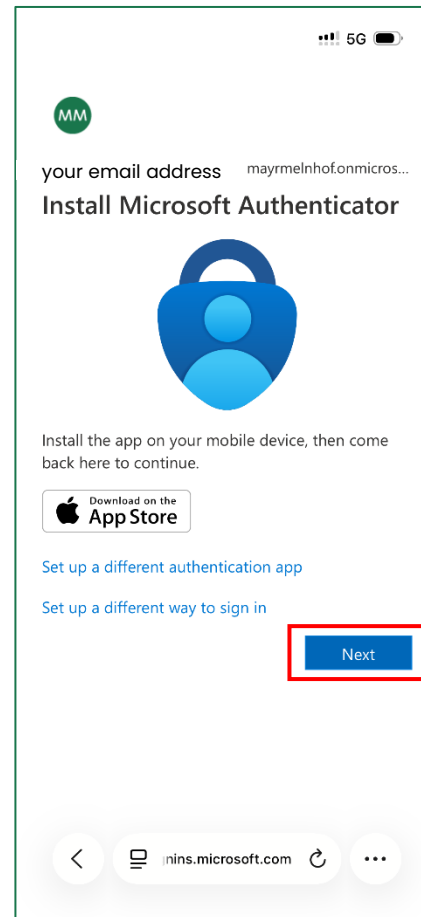 5G
MM
your email address mayrmelnhof.onmicros...
Install Microsoft Authenticator
Install the app on your mobile device, then come
back here to continue.
Download on the
App Store
Set up a different authentication app
Set up a different way to sign in
Next
nins.microsoft.com